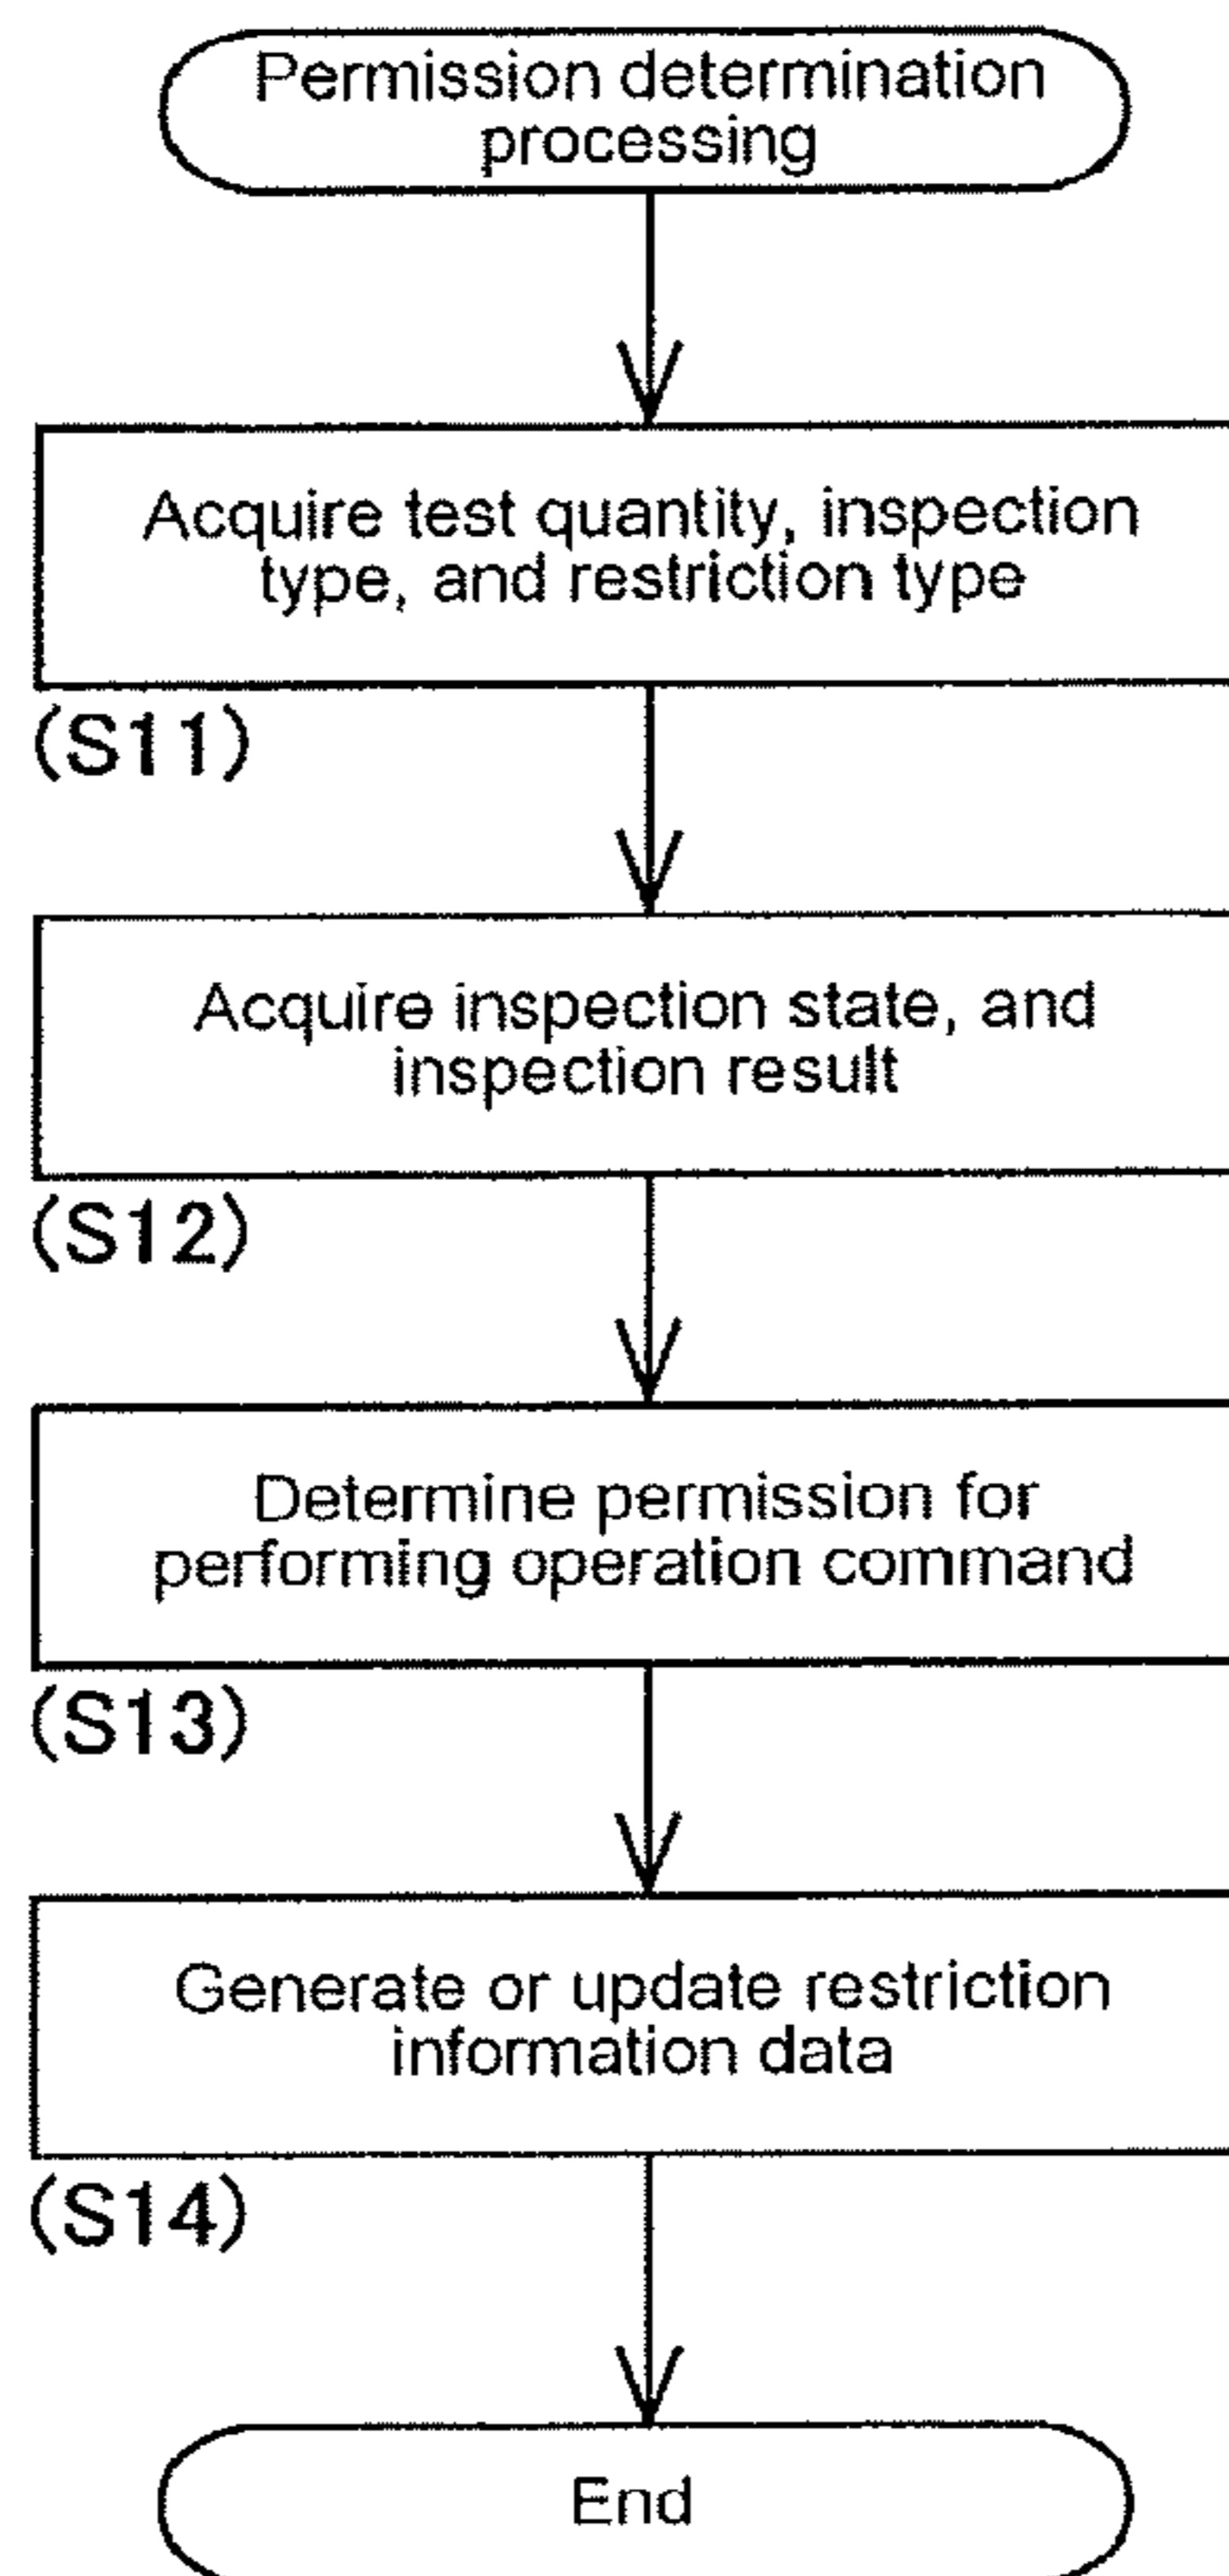 Permission determination
processing
Acquire test quantity, inspection
type, and restriction type
(S11)
Acquire inspection state, and
inspection result
(S12)
Determine permission for
performing operation command
(S13)
Generate or update restriction
information data
(S14)
End